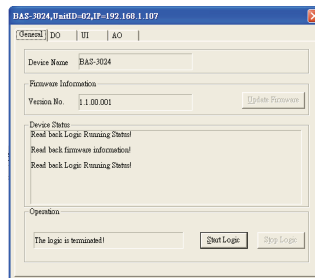 BAS-3024,UnitID=02,IP=192.168.1.107
General DO UI AO
Device Name BAS-3024
Firmware Information
Version No. 1.1.00.001 Update Firmware
Device Status
Read back Logic Running Status!
Read back firmware information!
Read back Logic Running Status!
Operation
The logic is terminated! Start Logic Stop Logic